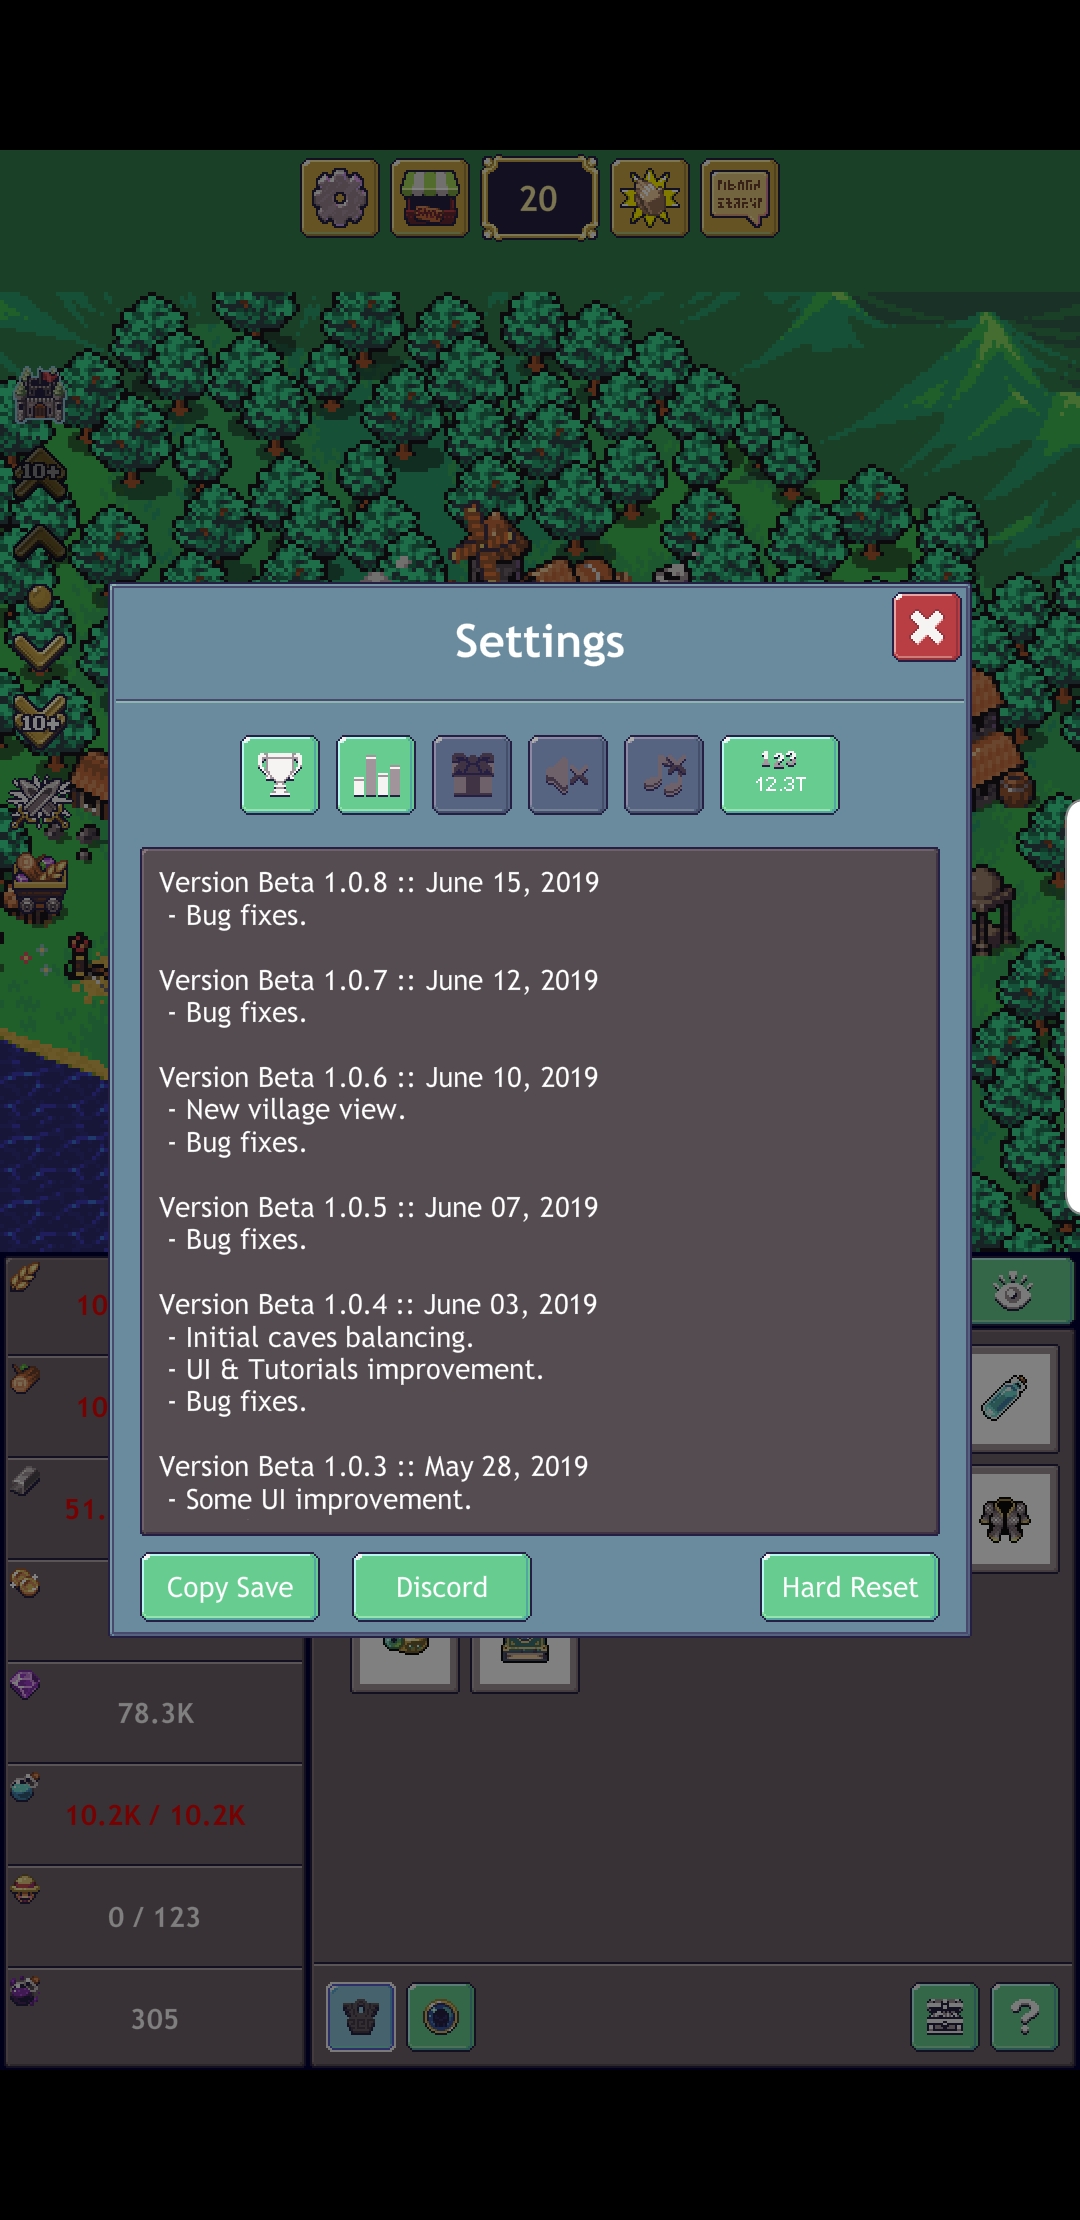 20
10+
10+
Settings
123
12.3T
Version Beta 1.0.8 :: June 15, 2019
- Bug fixes.
Version Beta 1.0.7 :: June 12, 2019
- Bug fixes.
Version Beta 1.0.6 :: June 10, 2019
- New village view.
- Bug fixes.
Version Beta 1.0.5 :: June 07, 2019
- Bug fixes.
Version Beta 1.0.4 :: June 03, 2019
- Initial caves balancing.
- UI & Tutorials improvement.
- Bug fixes.
Version Beta 1.0.3 :: May 28, 2019
- Some UI improvement.
Copy Save
Discord
Hard Reset
10
10
51.
78.3K
10.2K / 10.2K
0 / 123
305
?